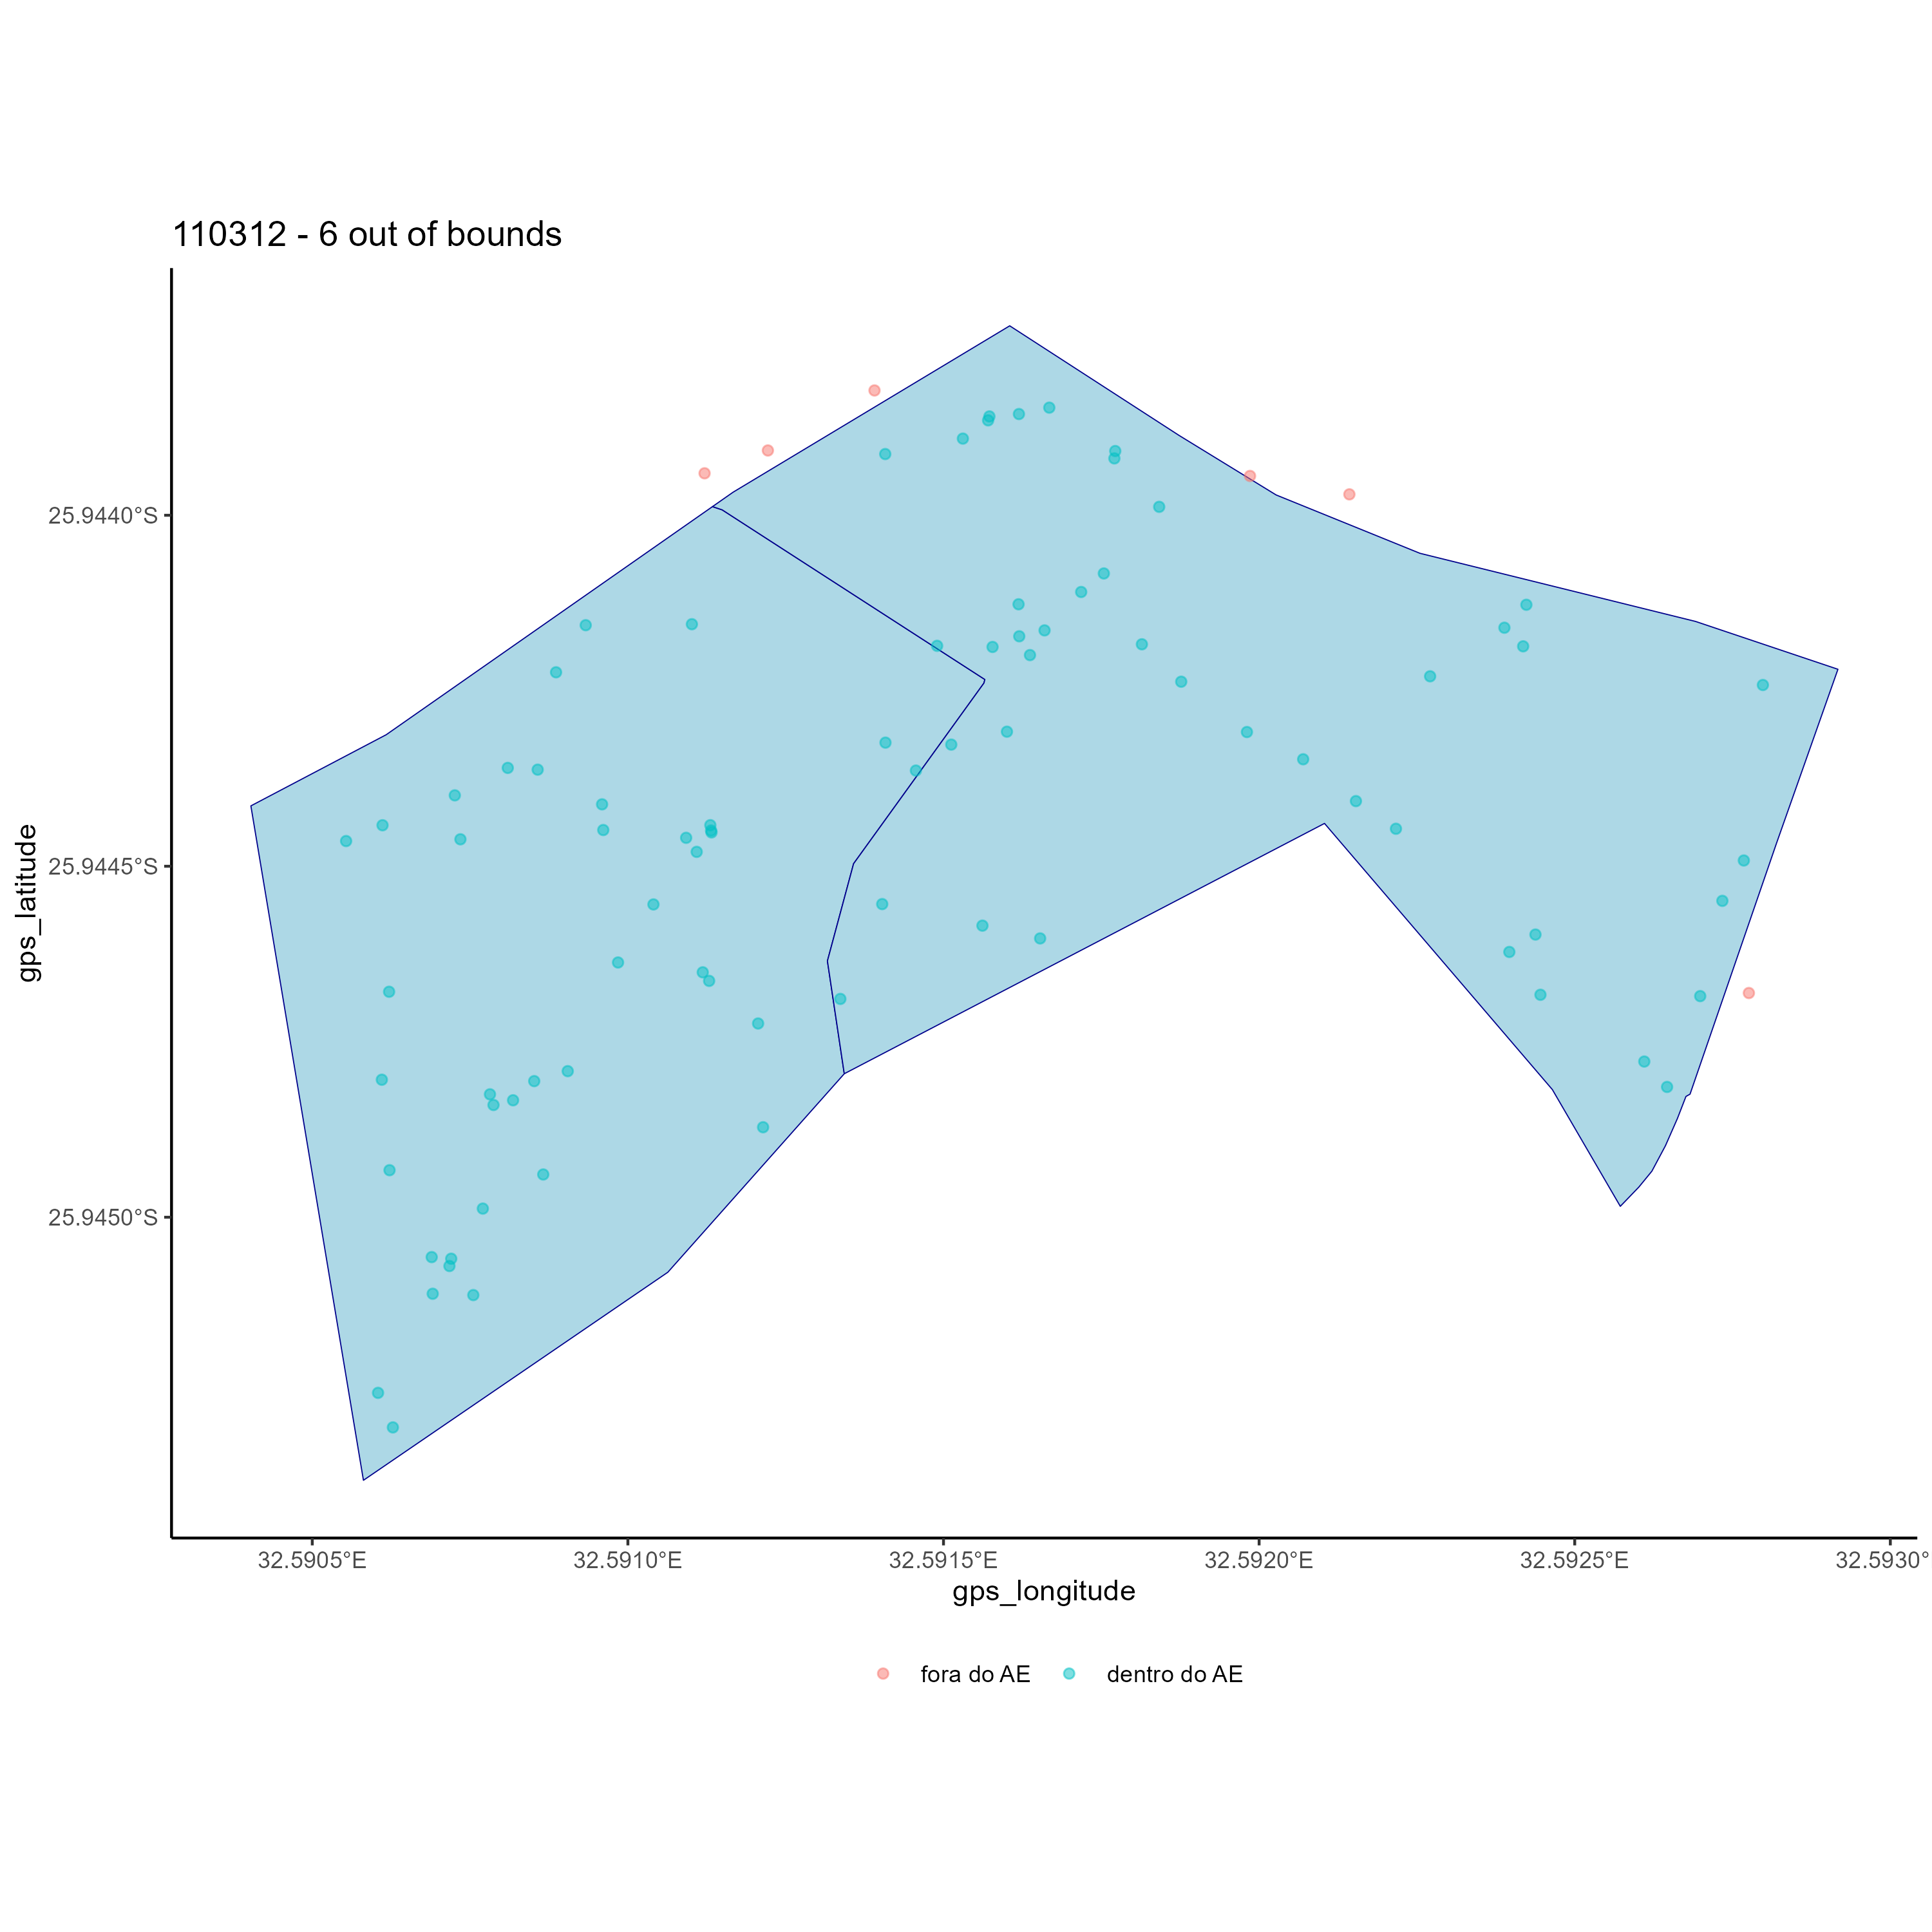 110312 - 6 out of bounds
25.9440°S
25.9445°S
25.9450°S
gps_latitude
32.5905°E
32.5910°E
32.5915°E
32.5920°E
32.5925°E
32.5930°
gps_longitude
fora do AE
dentro do AE